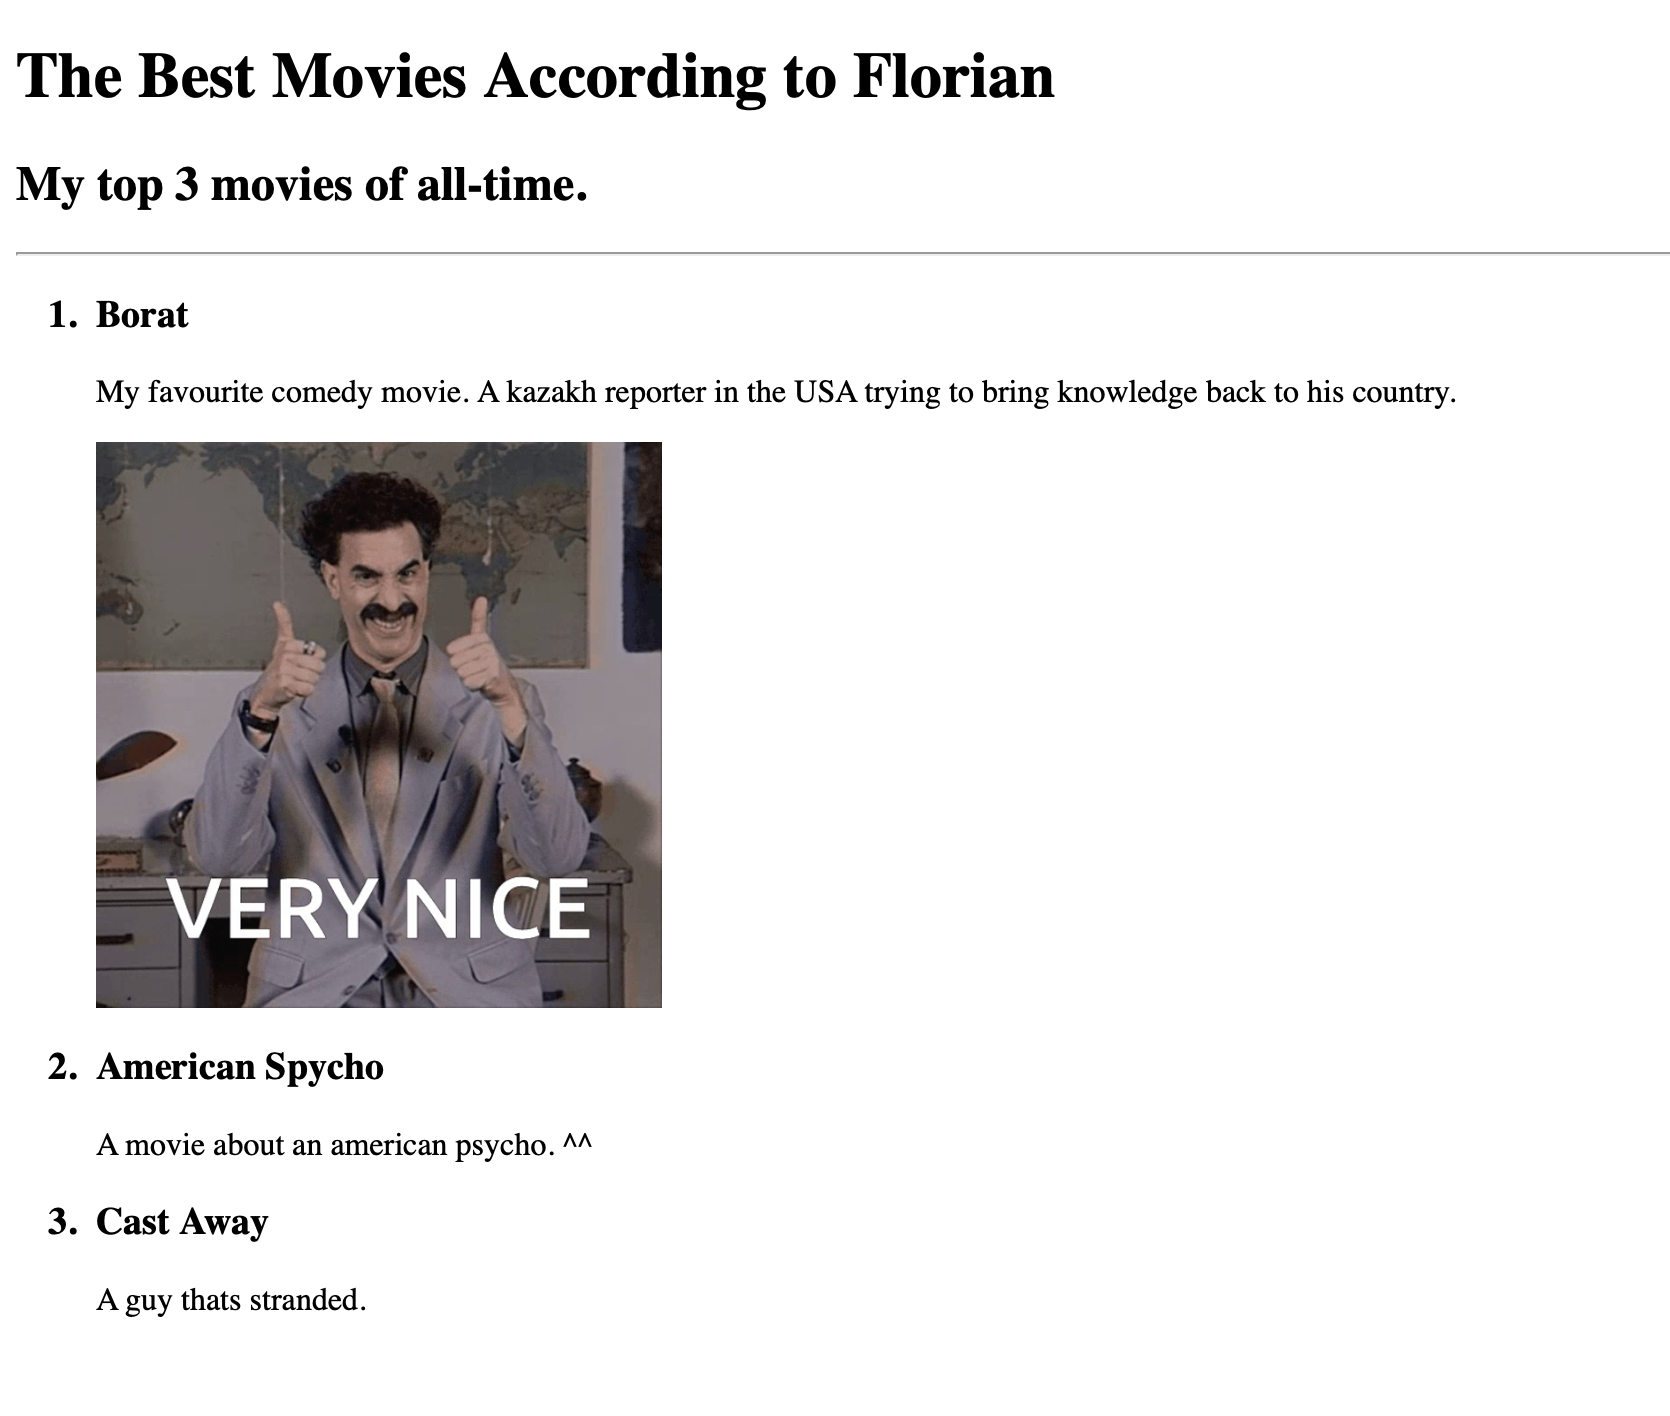 The Best Movies According to Florian
My top 3 movies of all-time.
1. Borat
My favourite comedy movie. A kazakh reporter in the USA trying to bring knowledge back to his country.
VERY NICE
2. American Spycho
A movie about an american psycho. ^^
3. Cast Away
A guy thats stranded.